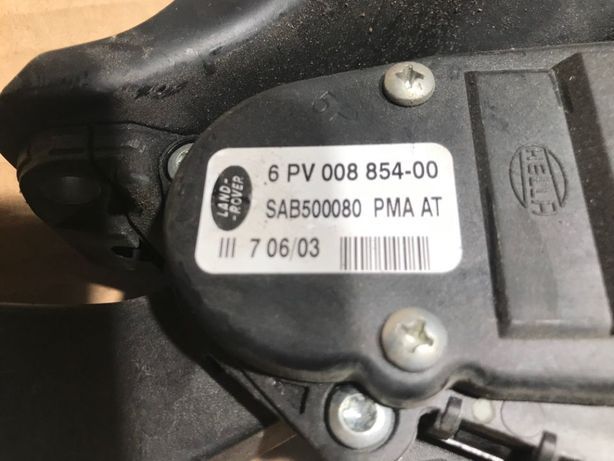 6 PV 008 854-00
LAND-
-ROVER
SAB500080 PMA AT
III 7 06/03
HELLA